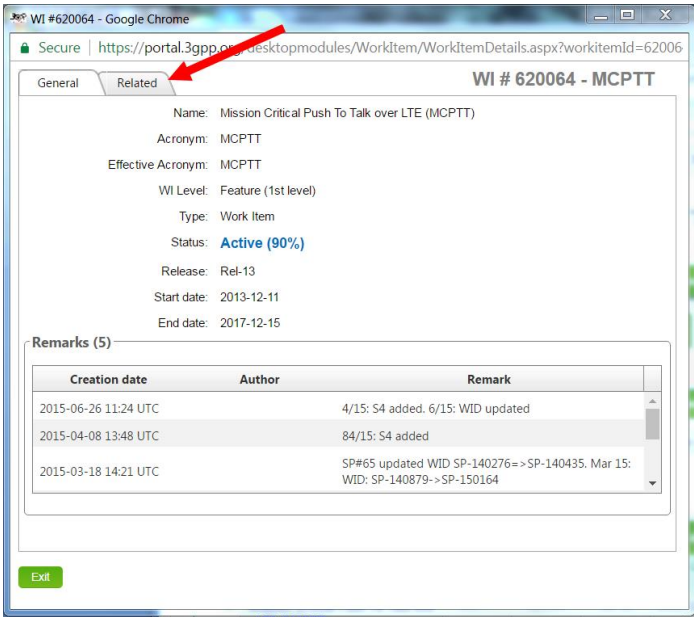 WI #620064 - Google Chrome
Secure | https://portal.3gpp.org/desktopmodules/WorkItem/WorkItemDetails.aspx?workitemId=62006
General Related WI # 620064 - MCPTT
Name: Mission Critical Push To Talk over LTE (MCPTT)
Acronym: MCPTT
Effective Acronym: MCPTT
WI Level: Feature (1st level)
Type: Work Item
Status: Active (90%)
Release: Rel-13
Start date: 2013-12-11
End date: 2017-12-15
Remarks (5)
Creation date Author Remark
2015-06-26 11:24 UTC 4/15: S4 added. 6/15: WID updated
2015-04-08 13:48 UTC 84/15: S4 added
2015-03-18 14:21 UTC SP#65 updated WID SP-140276=>SP-140435. Mar 15:
WID: SP-140879->SP-150164
Exit